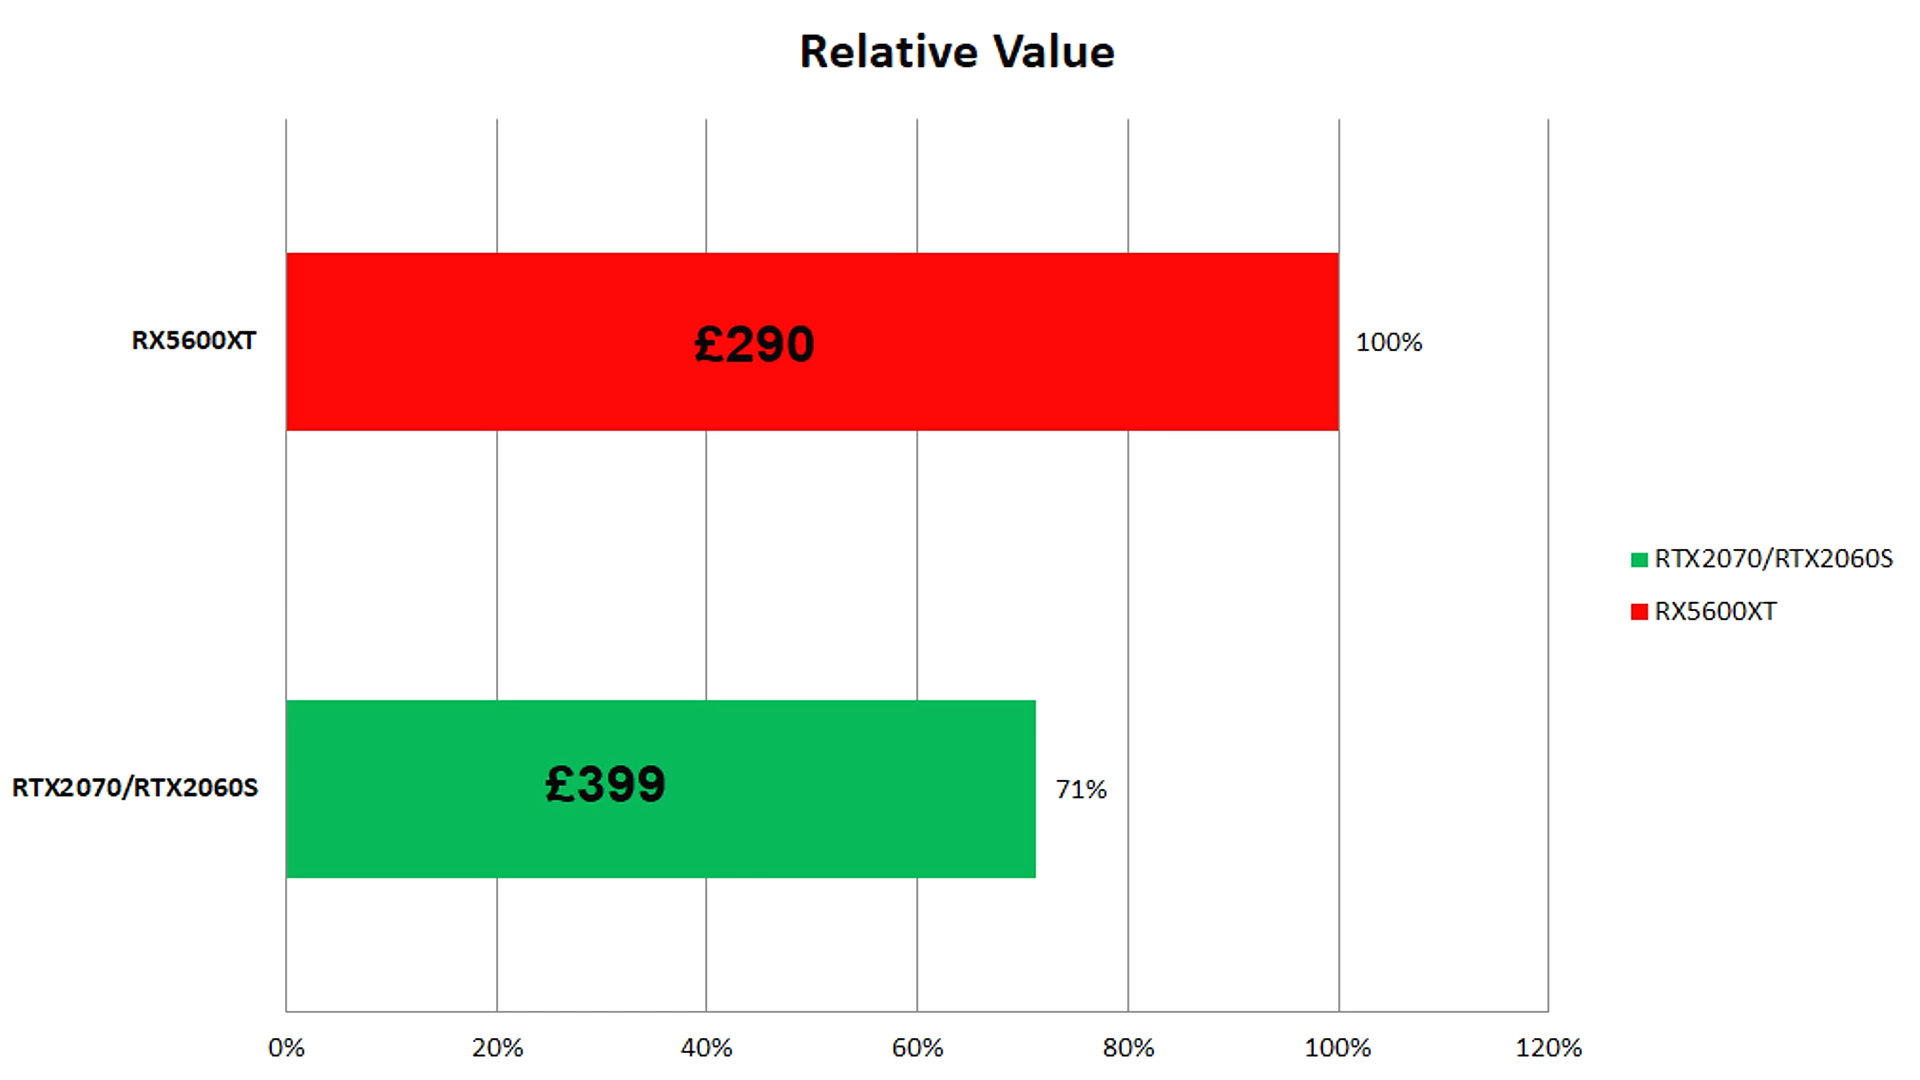 Relative Value
RX5600XT
£290
100%
RTX2070/RTX2060S
RX5600XT
RTX2070/RTX2060S
£399
71%
0% 20% 40% 60% 80% 100% 120%